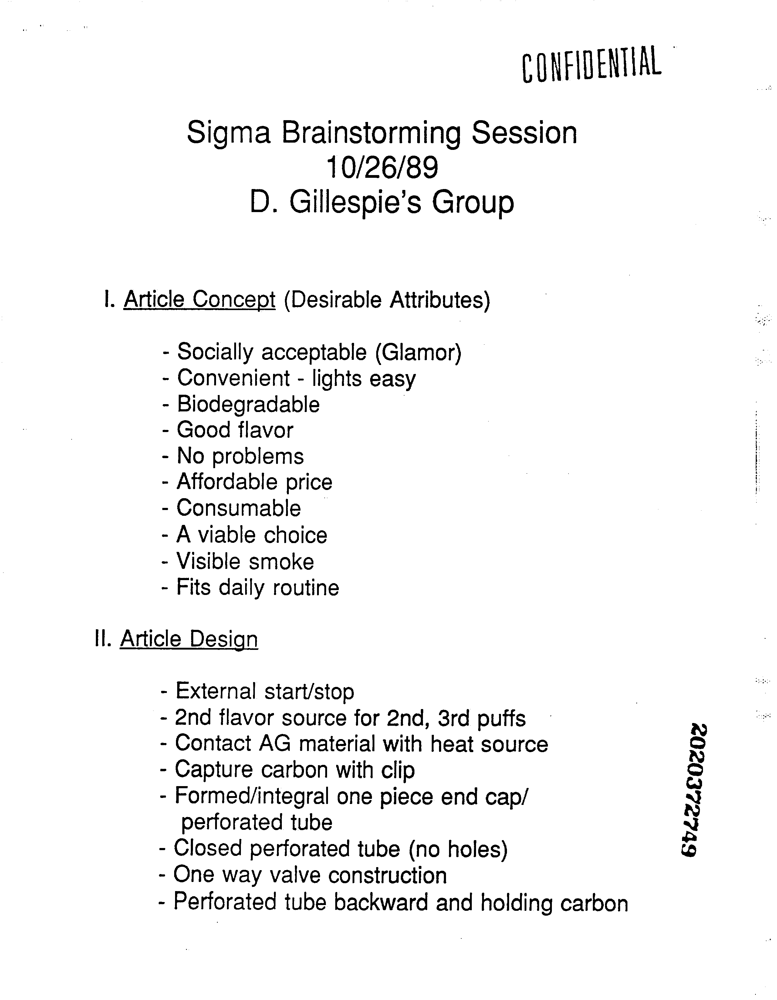 CONFIDENTIAL
Sigma Brainstorming Session
10/26/89
D. Gillespie's Group
I. Article Concept (Desirable Attributes)
- Socially acceptable (Glamor)
- Convenient - lights easy
- Biodegradable
- Good flavor
- No problems
- Affordable price
- Consumable
- A viable choice
- Visible smoke
- Fits daily routine
II. Article Design
- External start/stop
- 2nd flavor source for 2nd, 3rd puffs
- Contact AG material with heat source
- Capture carbon with clip
- Formed/integral one piece end cap/
perforated tube
- Closed perforated tube (no holes)
- One way valve construction
- Perforated tube backward and holding carbon
2020372749